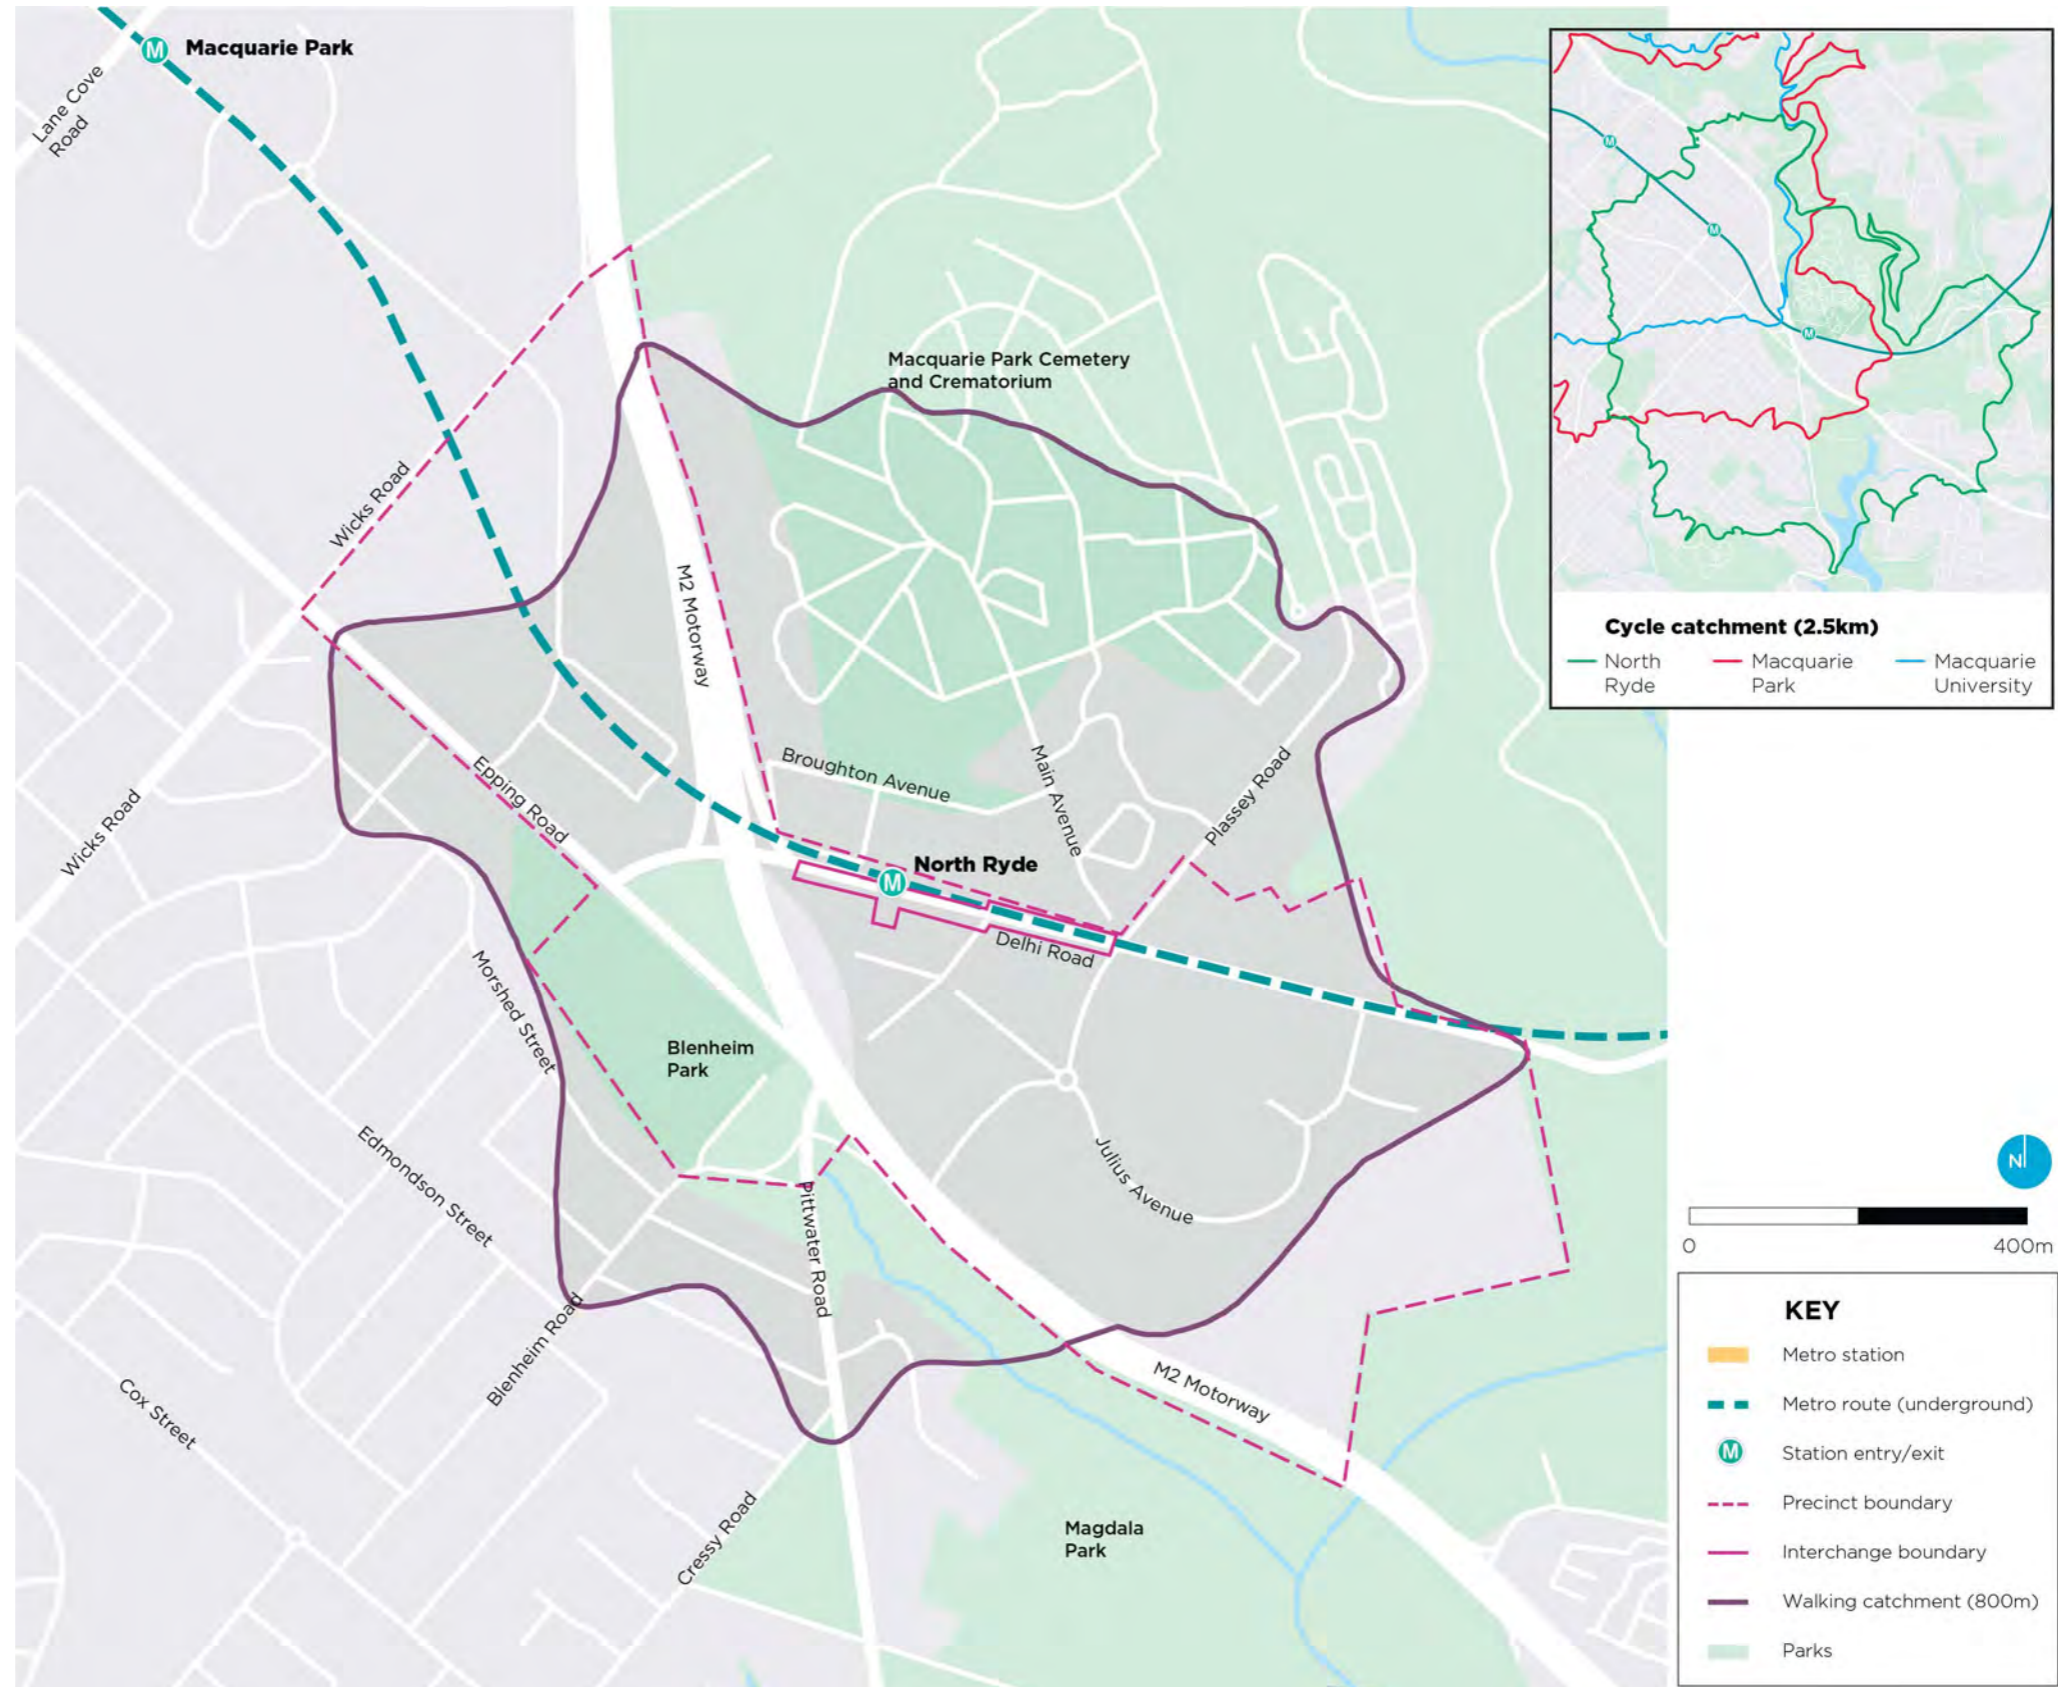 Macquarie Park
Lane Cove
Road
Wicks Road
M2 Motorway
Macquarie Park Cemetery
and Crematorium
Broughton Avenue
Main Avenue
Plassey Road
Epping Road
Wicks Road
North Ryde
Delhi Road
Morshed Street
Blenheim
Park
Edmondson Street
Julius Avenue
Pittwater Road
Blenheim Road
Cox Street
M2 Motorway
Cressy Road
Magdala
Park
M
M
M
M
M
Cycle catchment (2.5km)
North
Ryde
Macquarie
Park
Macquarie
University
N
0
400m
KEY
Metro station
Metro route (underground)
M
Station entry/exit
Precinct boundary
Interchange boundary
Walking catchment (800m)
Parks